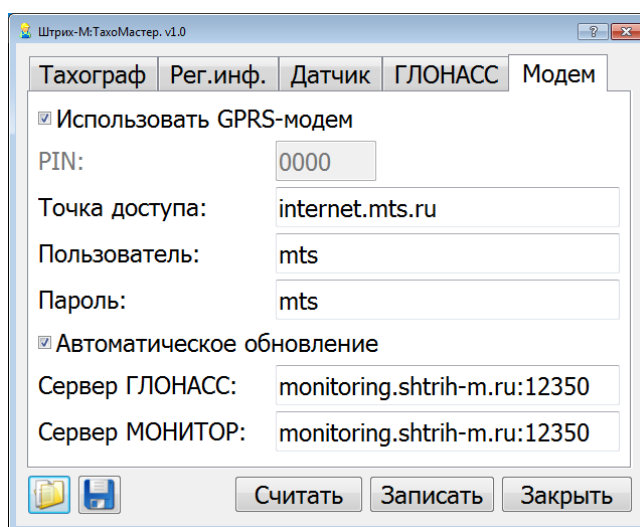 Штрих-М:ТахоМастер. v1.0
Тахограф Рег.инф. Датчик ГЛОНАСС Модем
Использовать GPRS-модем
PIN: 0000
Точка доступа: internet.mts.ru
Пользователь: mts
Пароль: mts
Автоматическое обновление
Сервер ГЛОНАСС: monitoring.shtrih-m.ru:12350
Сервер МОНИТОР: monitoring.shtrih-m.ru:12350
Считать Записать Закрыть